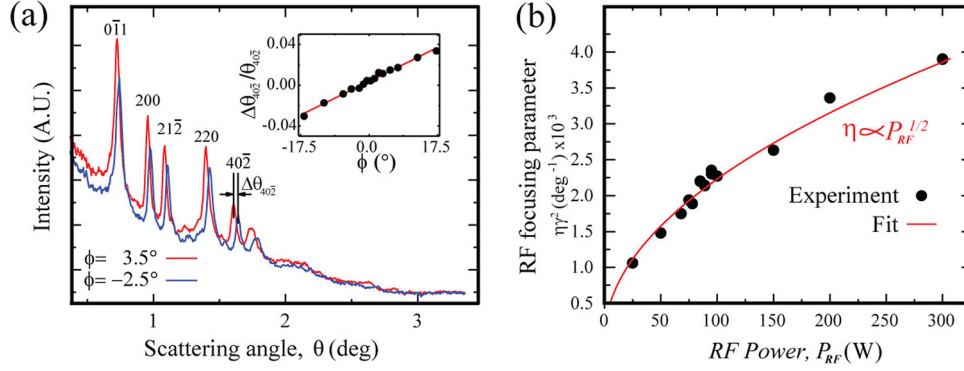 (a)
Intensity (A.U.)
01̄1
200
21̄2
220
402̄
Δθ402̄
ϕ= 3.5°
ϕ= −2.5°
1
2
3
Scattering angle, θ (deg)
Δθ402̄/θ402̄
0.04
0.00
-0.04
-17.5
0.0
17.5
ϕ (°)
(b)
RF focusing parameter
ηγ² (deg⁻¹) x10³
4.0
3.5
3.0
2.5
2.0
1.5
1.0
0.5
η∝P_RF^1/2
Experiment
Fit
0
50
100
150
200
250
300
RF Power, P_RF (W)